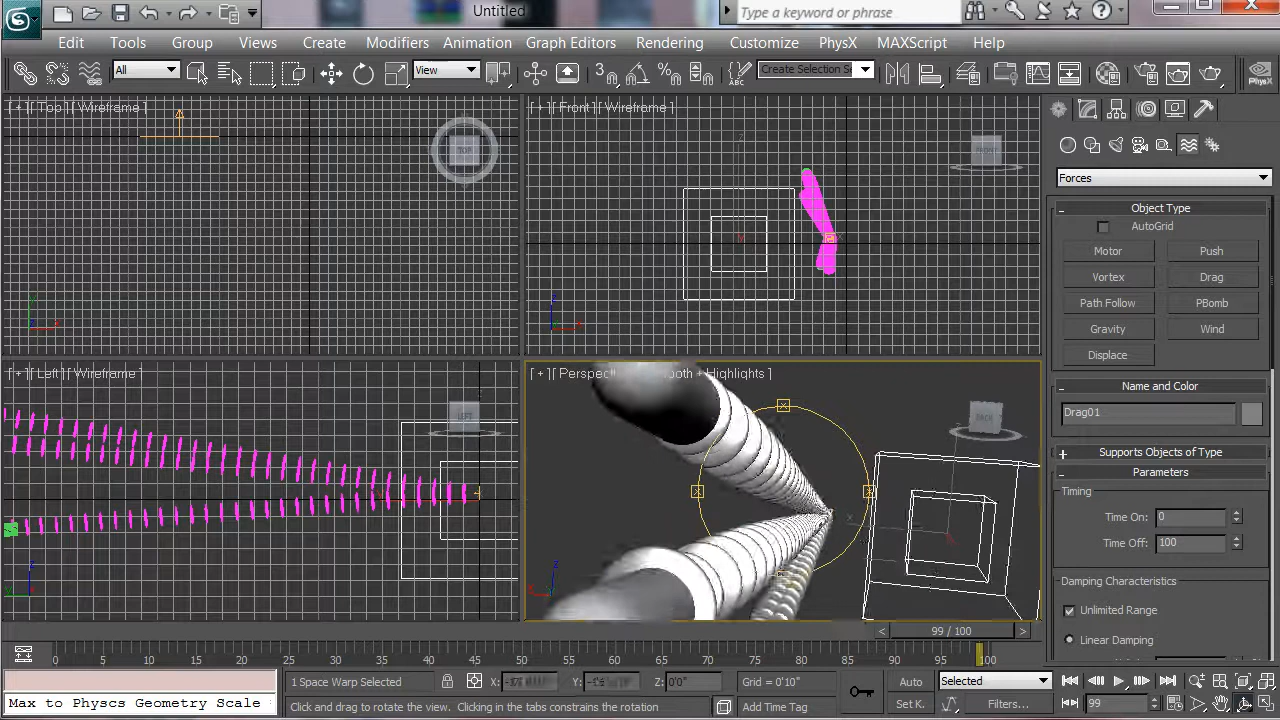 Untitled
Type a keyword or phrase
Edit Tools Group Views Create Modifiers Animation Graph Editors Rendering Customize PhysX MAXScript Help
All View Create Selection Se PhysX
[ + ][ Top ][ Wireframe ]
TOP
[ + ][ Front ][ Wireframe ]
FRONT
[ + ][ Left ][ Wireframe ]
LEFT
BACK
Forces
Object Type
AutoGrid
Motor Push
Vortex Drag
Path Follow PBomb
Gravity Wind
Displace
Name and Color
Drag01
Supports Objects of Type
Parameters
Timing
Time On: 0
Time Off: 100
Damping Characteristics
Unlimited Range
Linear Damping
99 / 100
0 5 10 15 20 25 30 35 40 45 50 55 60 65 70 75 80 85 90 95 100
1 Space Warp Selected X: Y: Z: 0'0" Grid = 0'10" Auto Selected
Max to Physcs Geometry Scale Click and drag to rotate the view. Clicking in the tabs constrains the rotation Add Time Tag Set K. Filters... 99